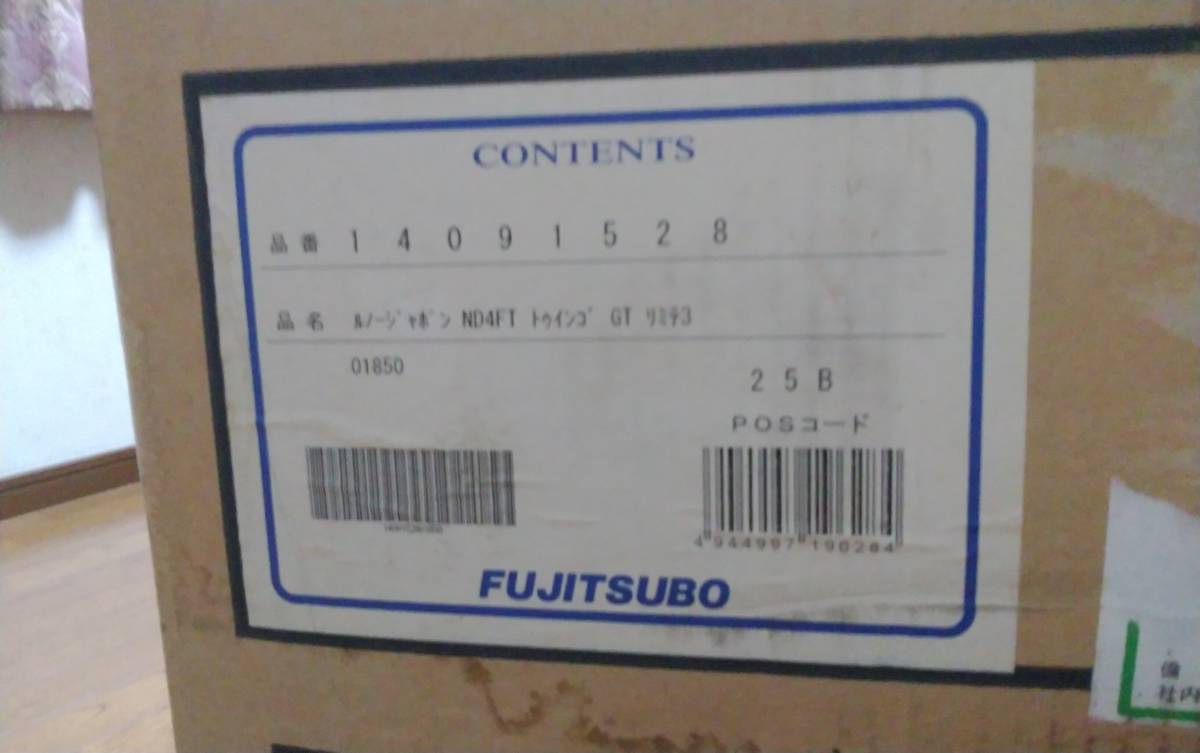 CONTENTS
品番 1 4 0 9 1 5 2 8
品名 ﾙﾉｰｼﾞｬﾎﾟﾝ ND4FT ﾄｩｲﾝｺﾞ GT ﾘﾐﾃ3
01850
2 5 B
POSコード
4 944997 196284
FUJITSUBO
社内